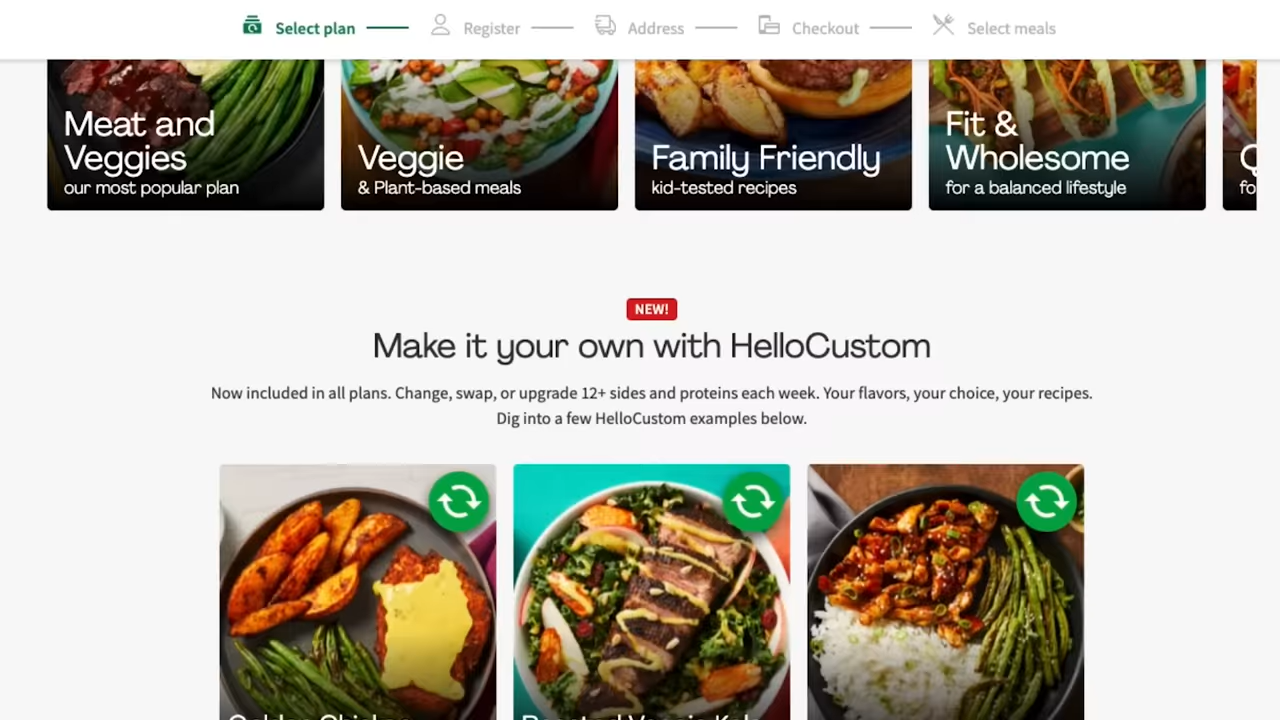 Select plan
Register
Address
Checkout
Select meals
Meat and
Veggies
our most popular plan
Veggie
& Plant-based meals
Family Friendly
kid-tested recipes
Fit &
Wholesome
for a balanced lifestyle
fo
NEW!
Make it your own with HelloCustom
Now included in all plans. Change, swap, or upgrade 12+ sides and proteins each week. Your flavors, your choice, your recipes.
Dig into a few HelloCustom examples below.